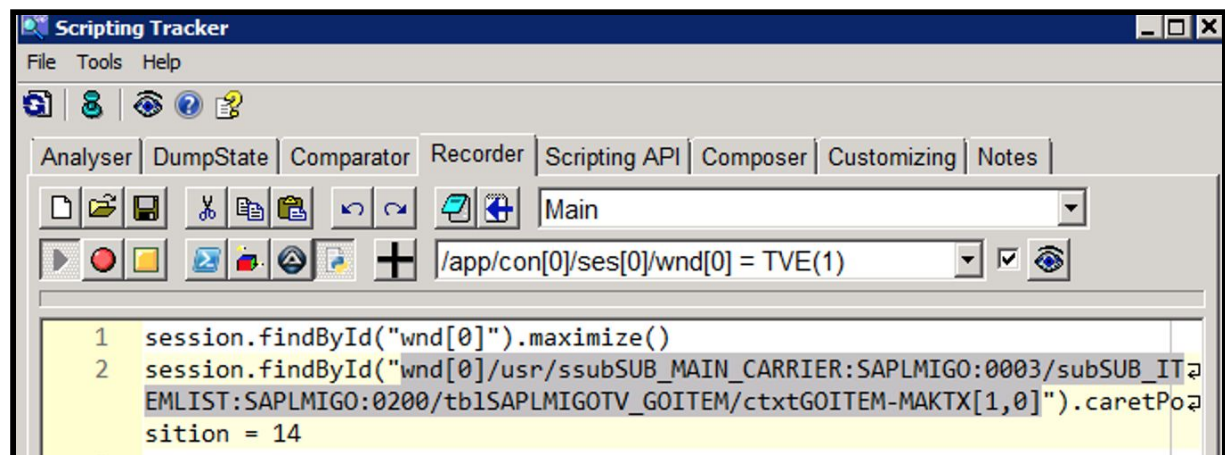 Scripting Tracker
File Tools Help
Analyser DumpState Comparator Recorder Scripting API Composer Customizing Notes
Main
/app/con[0]/ses[0]/wnd[0] = TVE(1)
1 session.findById("wnd[0]").maximize()
2 session.findById("wnd[0]/usr/ssubSUB_MAIN_CARRIER:SAPLMIGO:0003/subSUB_IT
EMLIST:SAPLMIGO:0200/tblSAPLMIGOTV_GOITEM/ctxtGOITEM-MAKTX[1,0]").caretPo
sition = 14